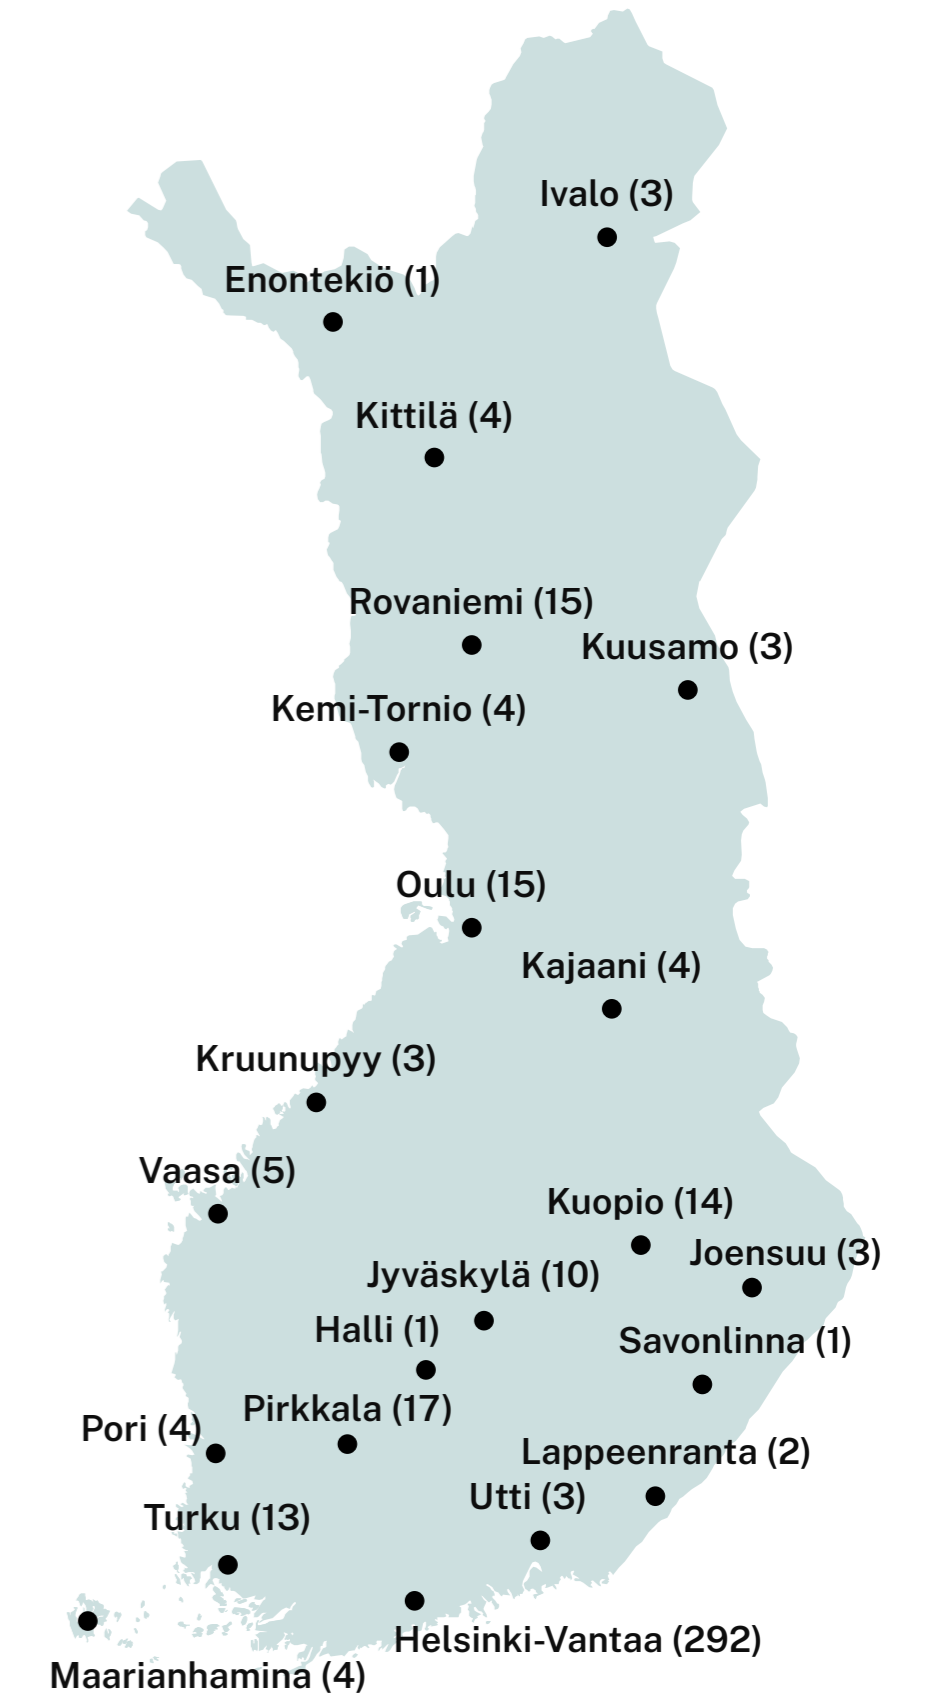 Ivalo (3)
Enontekiö (1)
Kittilä (4)
Rovaniemi (15)
Kuusamo (3)
Kemi-Tornio (4)
Oulu (15)
Kajaani (4)
Kruunupyy (3)
Vaasa (5)
Kuopio (14)
Joensuu (3)
Jyväskylä (10)
Halli (1)
Savonlinna (1)
Pirkkala (17)
Pori (4)
Lappeenranta (2)
Utti (3)
Turku (13)
Helsinki-Vantaa (292)
Maarianhamina (4)